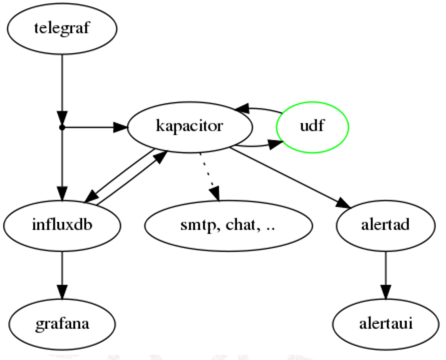 telegraf
kapacitor
udf
influxdb
smtp, chat, ..
alertad
grafana
alertaui